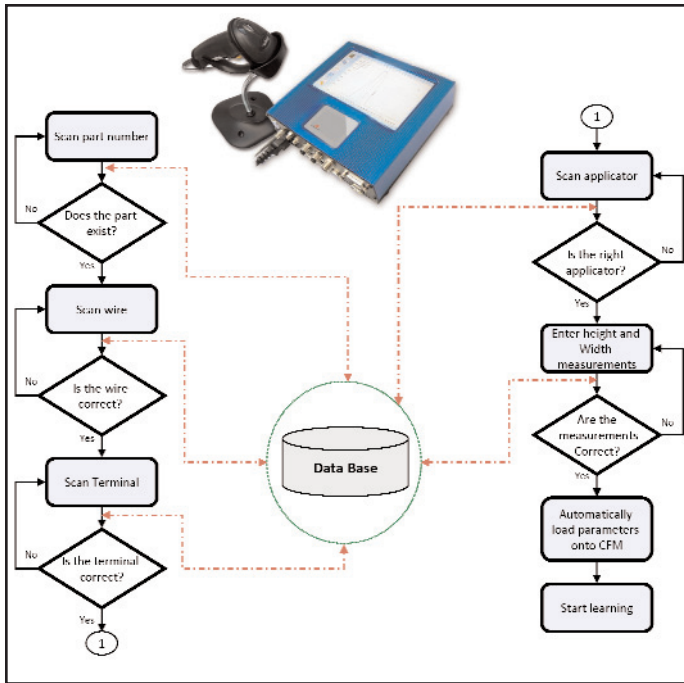 Scan part number
No
Does the part
exist?
Yes
Scan wire
No
Is the wire
correct?
Yes
Scan Terminal
No
Is the terminal
correct?
Yes
1
Data Base
1
Scan applicator
No
Is the right
applicator?
Yes
Enter height and
Width
measurements
No
Are the
measurements
Correct?
Yes
Automatically
load parameters
onto CFM
Start learning